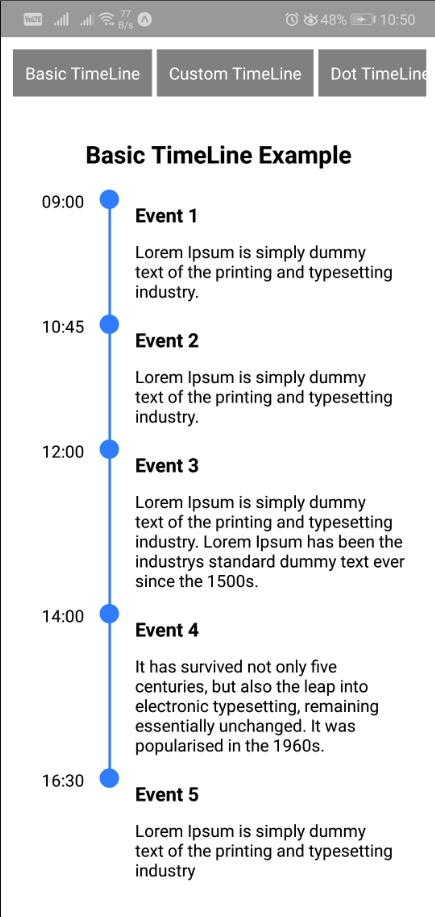 VoLTE 77 B/s 48% 10:50
Basic TimeLine Custom TimeLine Dot TimeLine
Basic TimeLine Example
09:00
Event 1
Lorem Ipsum is simply dummy
text of the printing and typesetting
industry.
10:45
Event 2
Lorem Ipsum is simply dummy
text of the printing and typesetting
industry.
12:00
Event 3
Lorem Ipsum is simply dummy
text of the printing and typesetting
industry. Lorem Ipsum has been the
industrys standard dummy text ever
since the 1500s.
14:00
Event 4
It has survived not only five
centuries, but also the leap into
electronic typesetting, remaining
essentially unchanged. It was
popularised in the 1960s.
16:30
Event 5
Lorem Ipsum is simply dummy
text of the printing and typesetting
industry